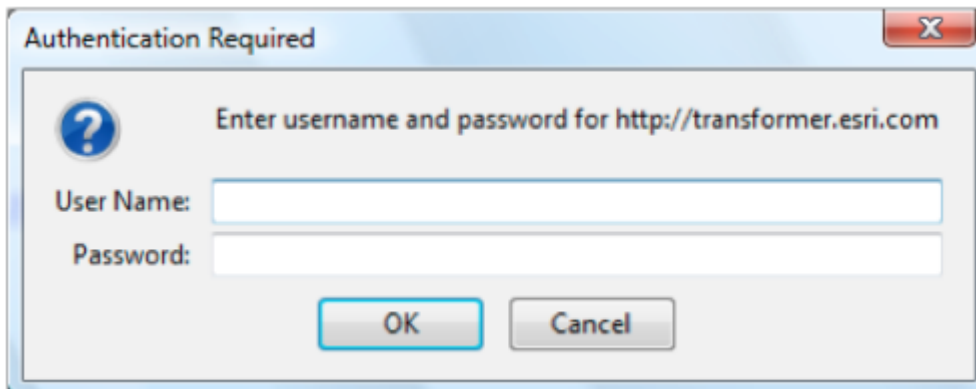 Authentication Required
Enter username and password for http://transformer.esri.com
User Name:
Password:
OK Cancel